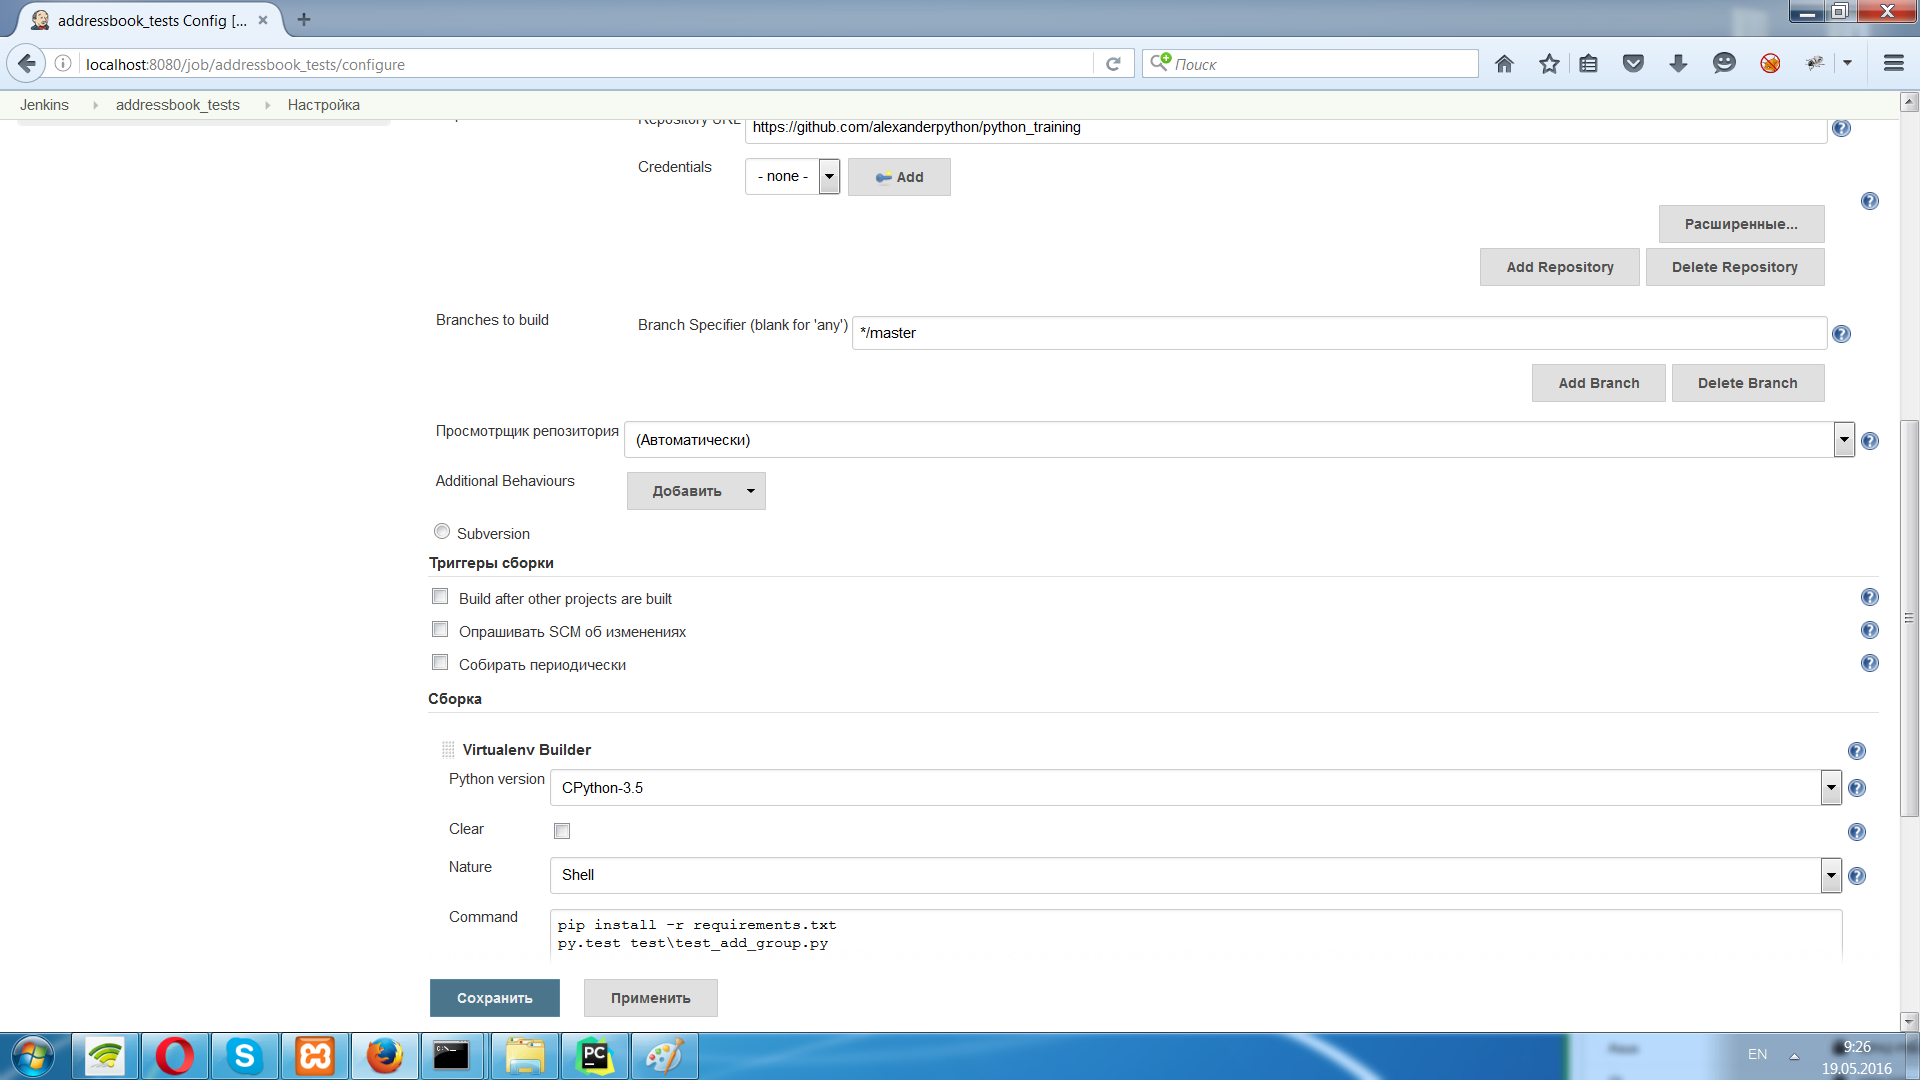 addressbook_tests Config [...
localhost:8080/job/addressbook_tests/configure
Поиск
Jenkins
addressbook_tests
Настройка
Repository URL
https://github.com/alexanderpython/python_training
Credentials
- none -
Add
Расширенные...
Add Repository
Delete Repository
Branches to build
Branch Specifier (blank for 'any')
*/master
Add Branch
Delete Branch
Просмотрщик репозитория
(Автоматически)
Additional Behaviours
Добавить
Subversion
Триггеры сборки
Build after other projects are built
Опрашивать SCM об изменениях
Собирать периодически
Сборка
Virtualenv Builder
Python version
CPython-3.5
Clear
Nature
Shell
Command
pip install -r requirements.txt
py.test test\test_add_group.py
Сохранить
Применить
C:\_
PC
EN
9:26
19.05.2016